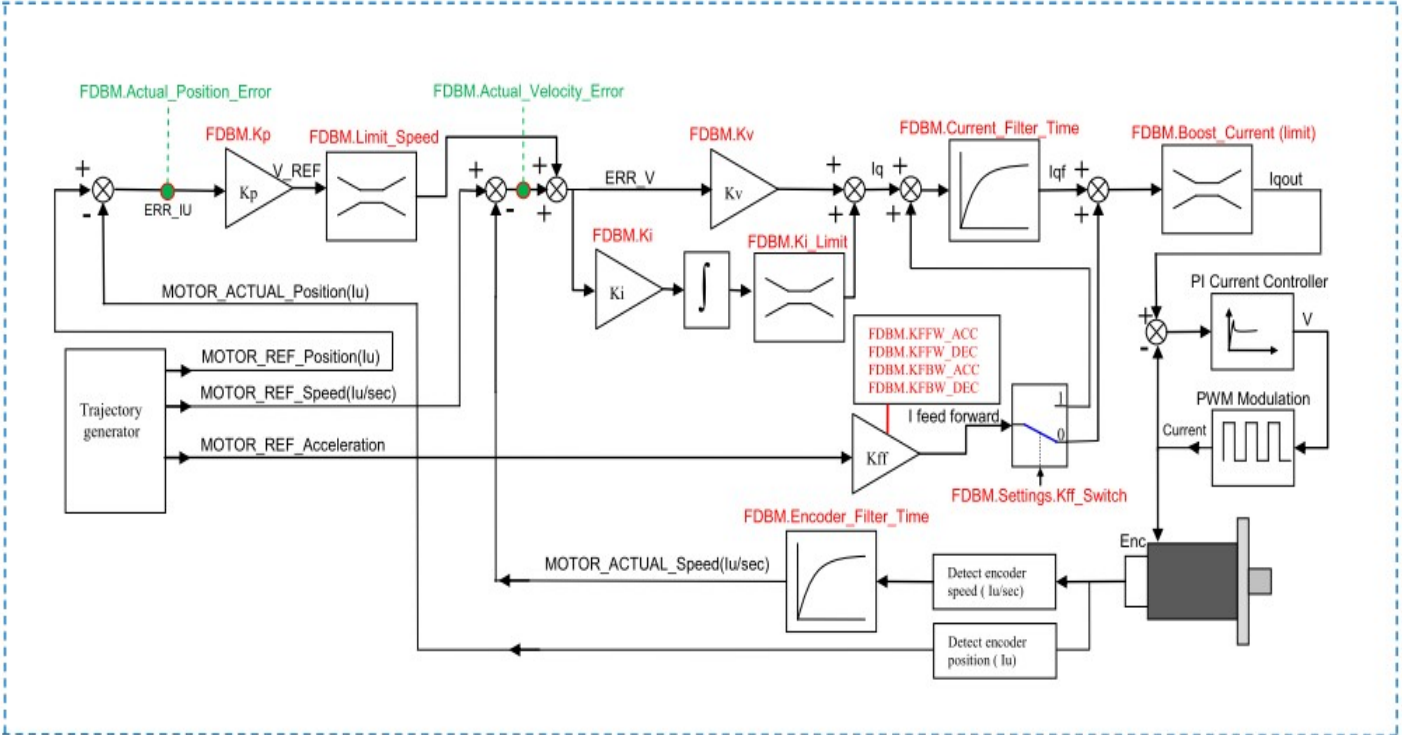 FDBM.Actual_Position_Error
FDBM.Actual_Velocity_Error
FDBM.Kp
FDBM.Limit_Speed
FDBM.Kv
FDBM.Current_Filter_Time
FDBM.Boost_Current (limit)
+
-
ERR_IU
Kp
V_REF
+
-
+
+
ERR_V
Kv
+
+
Iq
+
+
Iqf
+
+
Iqout
FDBM.Ki
Ki
∫
FDBM.Ki_Limit
MOTOR_ACTUAL_Position(Iu)
PI Current Controller
+
-
V
FDBM.KFFW_ACC
FDBM.KFFW_DEC
FDBM.KFBW_ACC
FDBM.KFBW_DEC
Trajectory
generator
MOTOR_REF_Position(Iu)
MOTOR_REF_Speed(Iu/sec)
MOTOR_REF_Acceleration
Kff
I feed forward
1
0
FDBM.Settings.Kff_Switch
PWM Modulation
Current
FDBM.Encoder_Filter_Time
MOTOR_ACTUAL_Speed(Iu/sec)
Detect encoder
speed ( Iu/sec)
Enc
Detect encoder
position ( Iu)